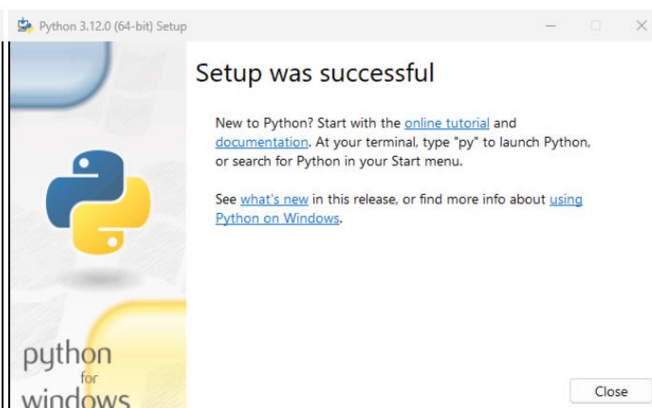 Python 3.12.0 (64-bit) Setup
Setup was successful
New to Python? Start with the online tutorial and
documentation. At your terminal, type "py" to launch Python,
or search for Python in your Start menu.
See what's new in this release, or find more info about using
Python on Windows.
python
for
windows
Close